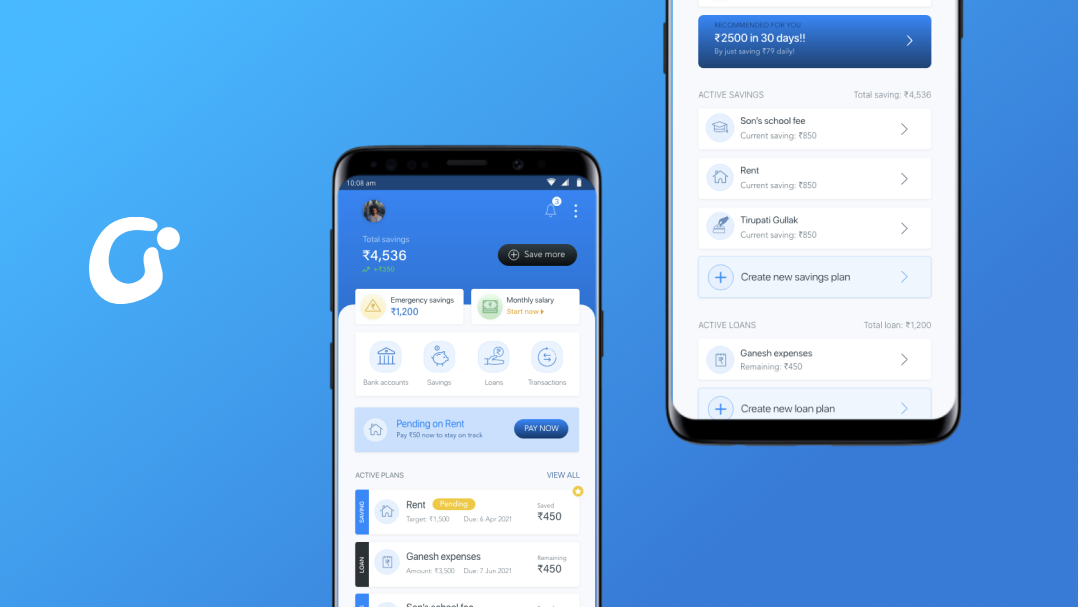 10:08 am
3
Total savings
₹4,536
+₹350
Save more
Emergency savings
₹1,200
Monthly salary
Start now
Bank accounts
Savings
Loans
Transactions
Pending on Rent
Pay ₹50 now to stay on track
PAY NOW
ACTIVE PLANS
VIEW ALL
SAVING
Rent
Pending
Target: ₹1,500
Due: 6 Apr 2021
Saved
₹450
LOAN
Ganesh expenses
Amount: ₹3,500
Due: 7 Jun 2021
Remaining
₹450
RECOMMENDED FOR YOU
₹2500 in 30 days!!
By just saving ₹79 daily!
ACTIVE SAVINGS
Total saving: ₹4,536
Son's school fee
Current saving: ₹850
Rent
Current saving: ₹850
Tirupati Gullak
Current saving: ₹850
Create new savings plan
ACTIVE LOANS
Total loan: ₹1,200
Ganesh expenses
Remaining: ₹450
Create new loan plan